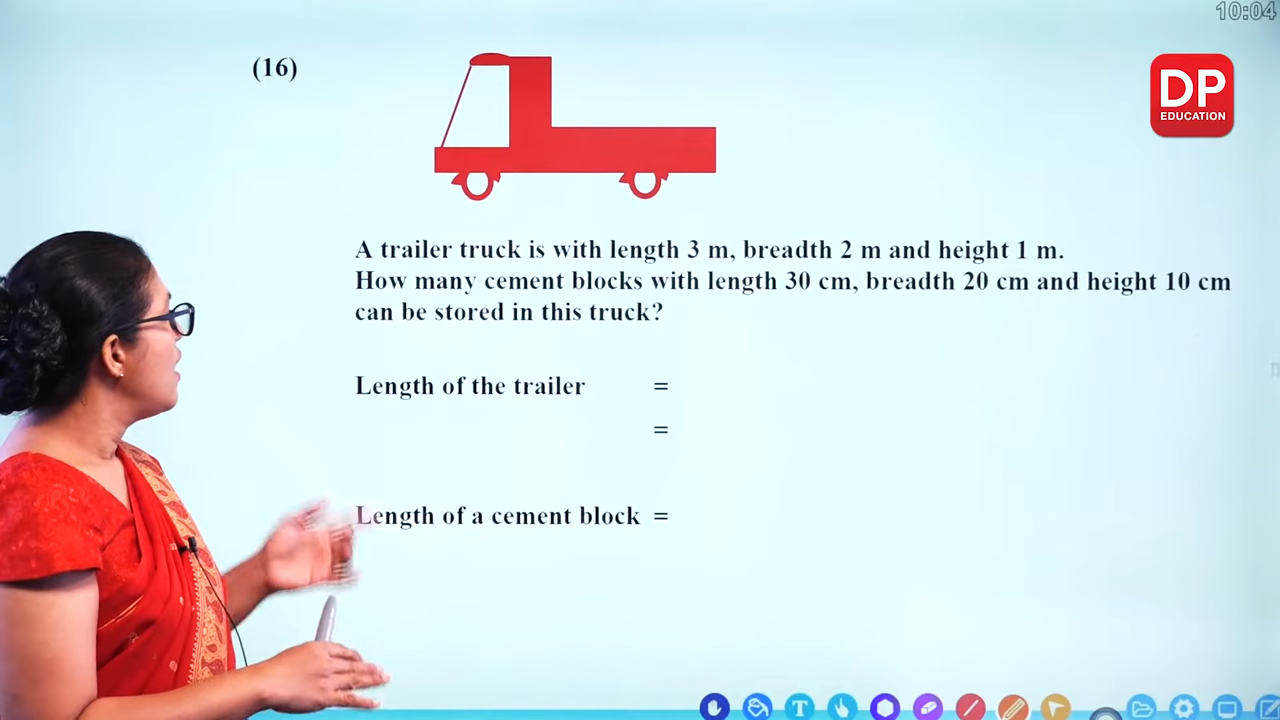 10:04
(16)
DP
EDUCATION
A trailer truck is with length 3 m, breadth 2 m and height 1 m.
How many cement blocks with length 30 cm, breadth 20 cm and height 10 cm
can be stored in this truck?
Length of the trailer =
=
Length of a cement block =
T